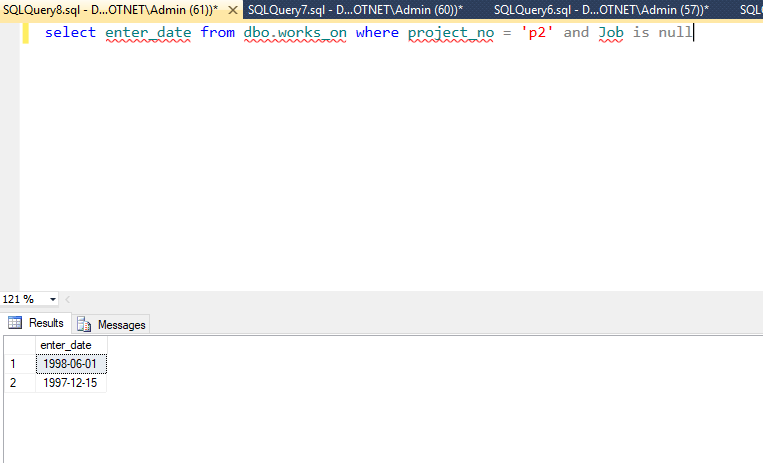 SQLQuery8.sql - D...OTNET\Admin (61))* SQLQuery7.sql - D...OTNET\Admin (60))* SQLQuery6.sql - D...OTNET\Admin (57))* SQL
select enter_date from dbo.works_on where project_no = 'p2' and Job is null
121 %
Results Messages
enter_date
1 1998-06-01
2 1997-12-15